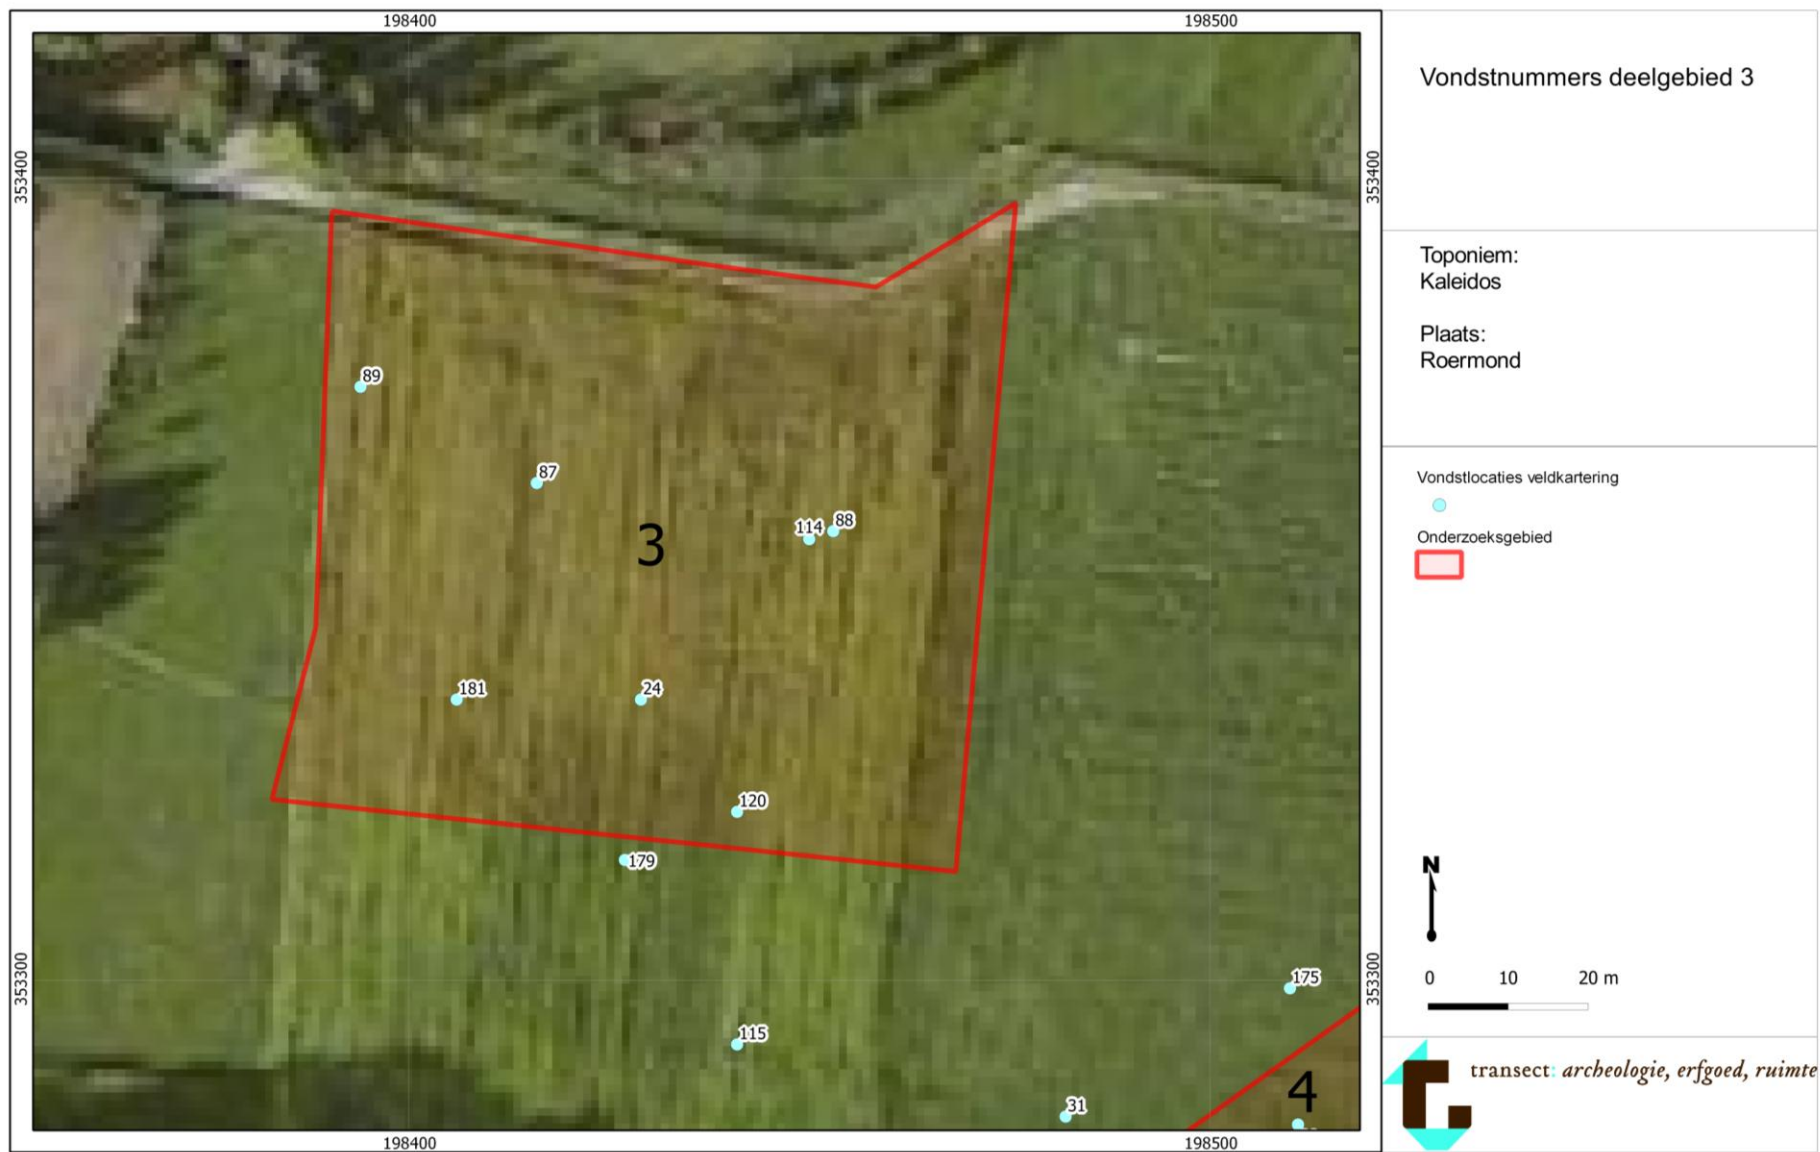 198400
198500
353400
353400
89
87
114
88
3
181
24
120
179
353300
353300
175
115
31
4
198400
198500
Vondstnummers deelgebied 3
Toponiem:
Kaleidos
Plaats:
Roermond
Vondstlocaties veldkartering
Onderzoeksgebied
N
0 10 20 m
transect: archeologie, erfgoed, ruimte